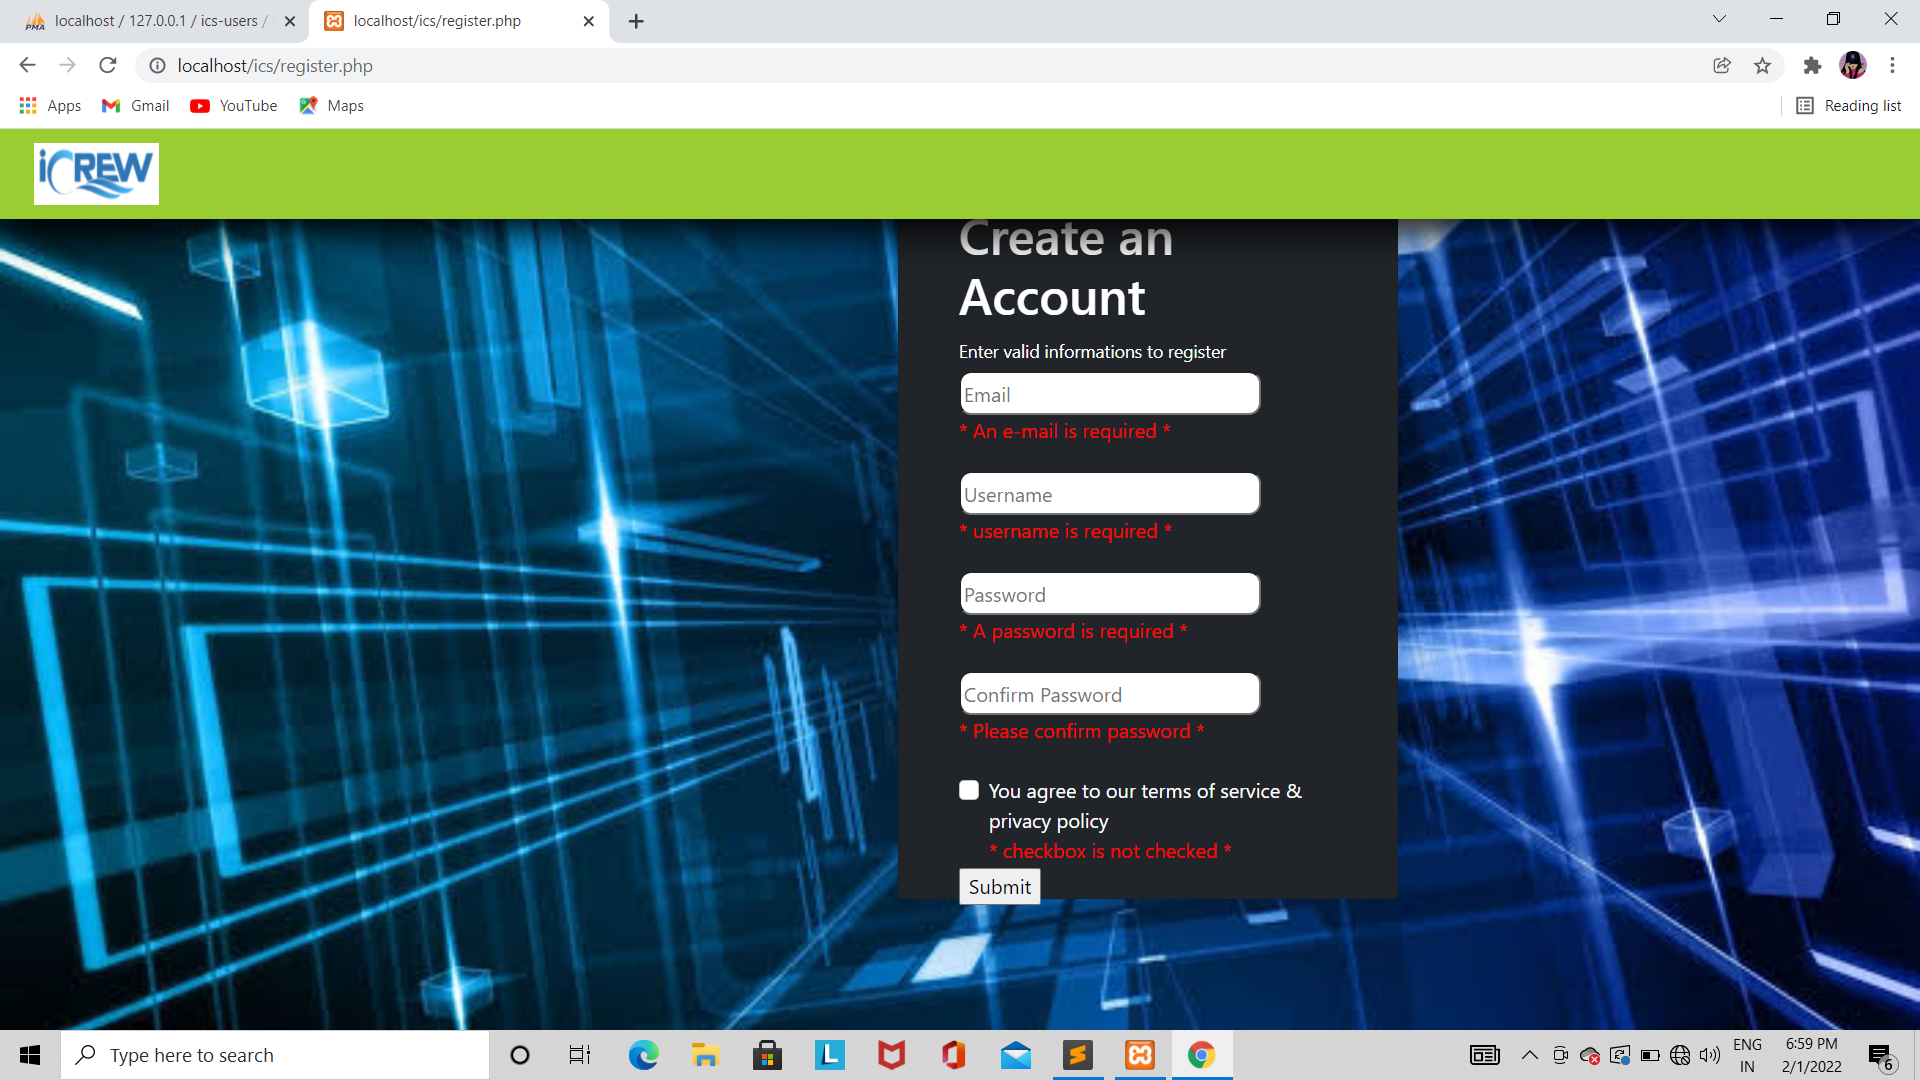 PMA localhost / 127.0.0.1 / ics-users /
localhost/ics/register.php
localhost/ics/register.php
Apps
Gmail
YouTube
Maps
Reading list
iCREW
Create an
Account
Enter valid informations to register
Email
* An e-mail is required *
Username
* username is required *
Password
* A password is required *
Confirm Password
* Please confirm password *
You agree to our terms of service &
privacy policy
* checkbox is not checked *
Submit
Type here to search
L
ENG
IN
6:59 PM
2/1/2022
6